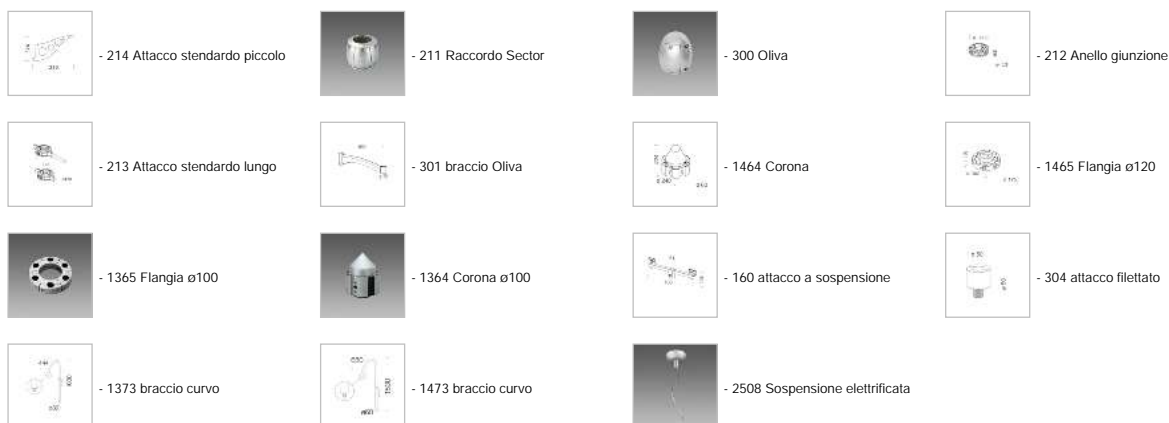 - 214 Attacco stendardo piccolo
- 211 Raccordo Sector
- 300 Oliva
- 212 Anello giunzione
- 213 Attacco stendardo lungo
- 301 braccio Oliva
- 1464 Corona
- 1465 Flangia ø120
- 1365 Flangia ø100
- 1364 Corona ø100
- 160 attacco a sospensione
- 304 attacco filettato
- 1373 braccio curvo
- 1473 braccio curvo
- 2508 Sospensione elettrificata